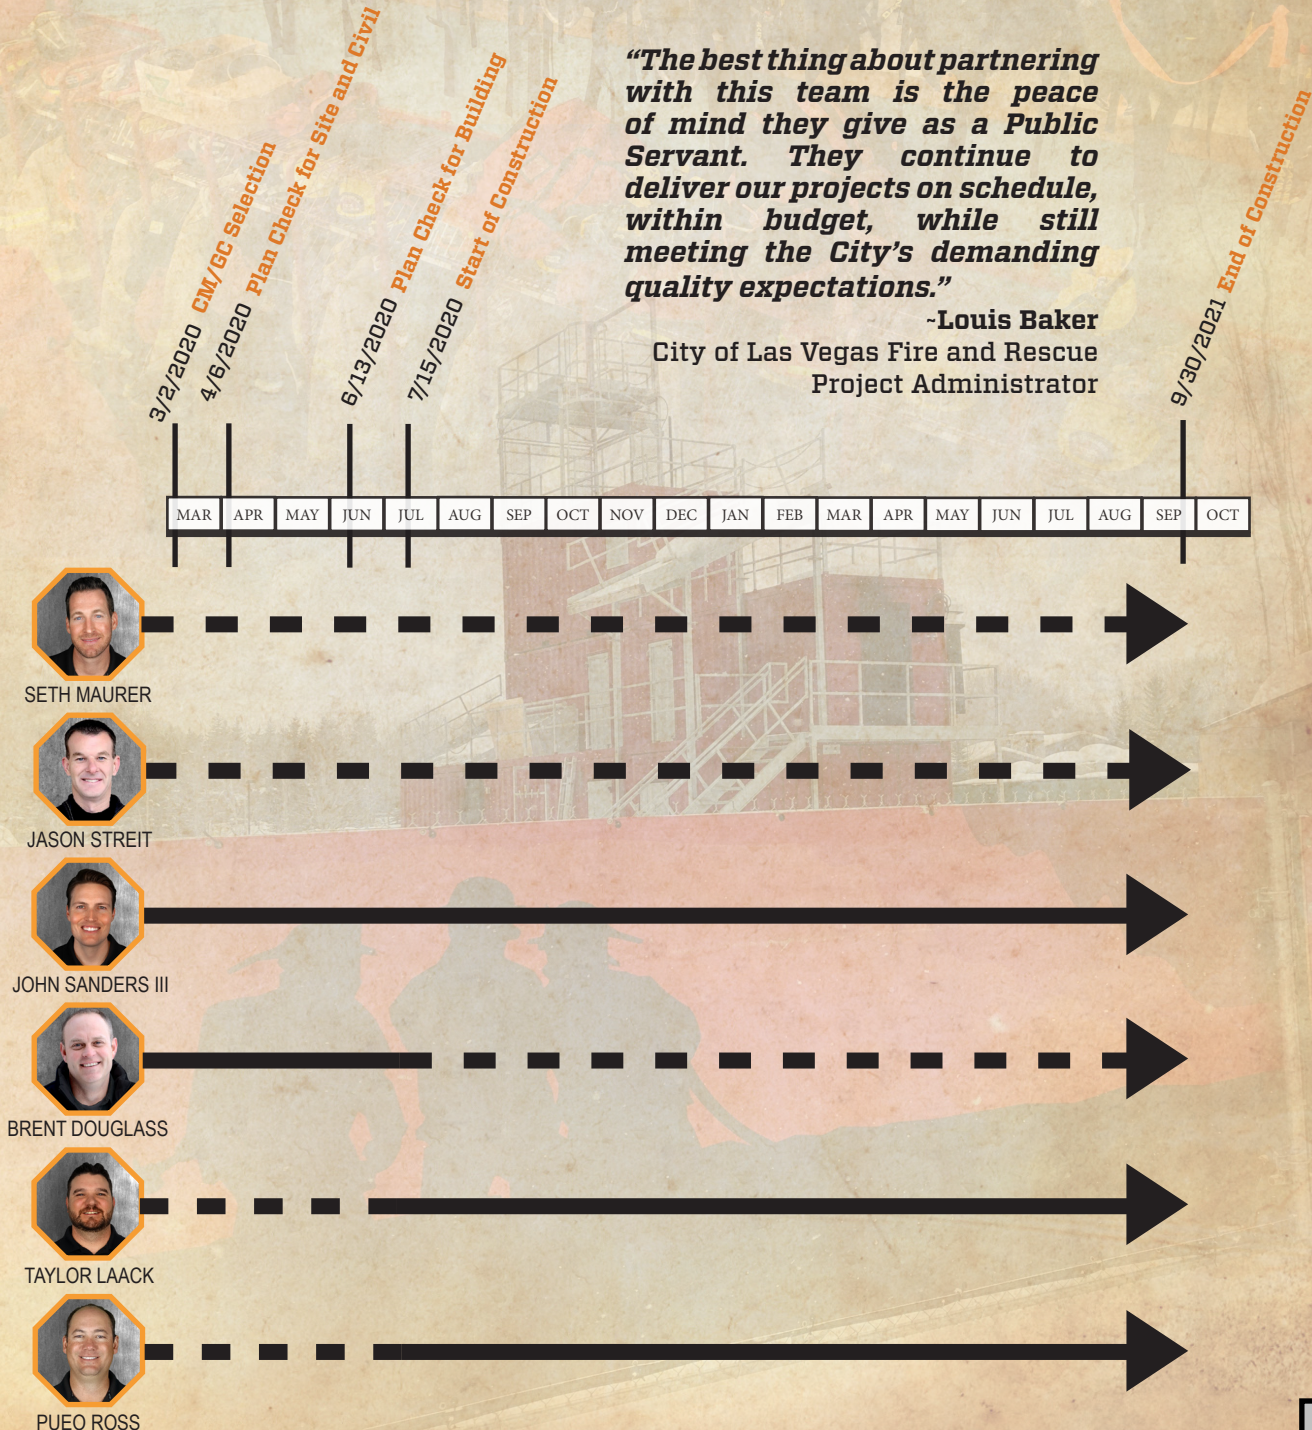 3/2/2020 CM/GC Selection
4/6/2020 Plan Check for Site and Civil
6/13/2020 Plan Check for Building
7/15/2020 Start of Construction
“The best thing about partnering
with this team is the peace
of mind they give as a Public
Servant. They continue to
deliver our projects on schedule,
within budget, while still
meeting the City’s demanding
quality expectations.”
~Louis Baker
City of Las Vegas Fire and Rescue
Project Administrator
9/30/2021 End of Construction
MAR APR MAY JUN JUL AUG SEP OCT NOV DEC JAN FEB MAR APR MAY JUN JUL AUG SEP OCT
SETH MAURER
JASON STREIT
JOHN SANDERS III
BRENT DOUGLASS
TAYLOR LAACK
PUEO ROSS